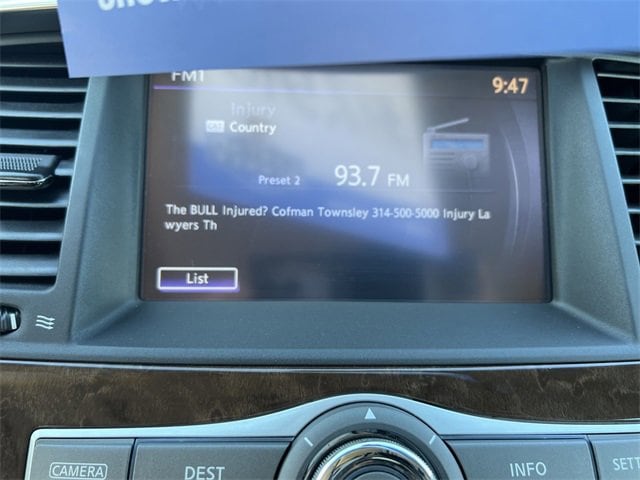 FM1
9:47
Injury
CAT Country
Preset 2 93.7 FM
The BULL Injured? Cofman Townsley 314-500-5000 Injury La
wyers Th
List
CAMERA
DEST
INFO